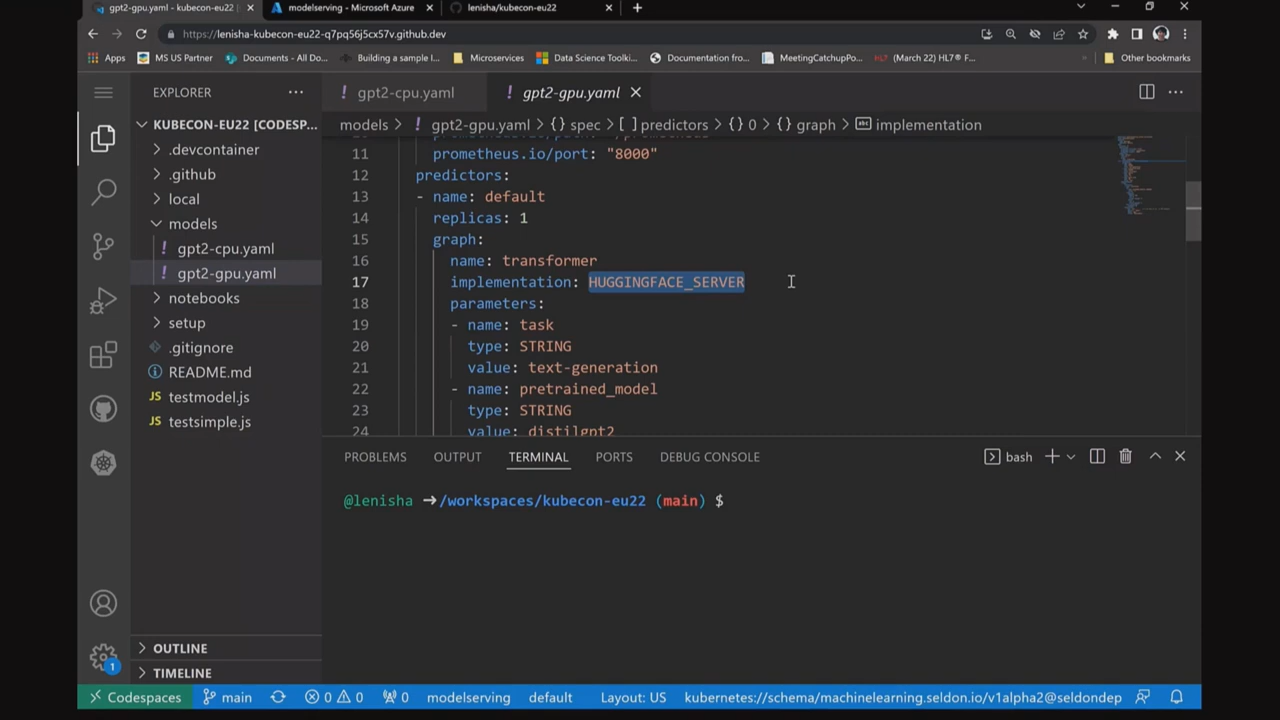 gpt2-gpu.yaml - kubecon-eu22 [C
modelserving - Microsoft Azure
lenisha/kubecon-eu22
https://lenisha-kubecon-eu22-q7pq56j5cx57v.github.dev
Apps MS US Partner Documents - All Do... Building a sample I... Microservices Data Science Toolki... Documentation fro... MeetingCatchupPo... HL7 (March 22) HL7® F... » Other bookmarks
EXPLORER
KUBECON-EU22 [CODESP...
.devcontainer
.github
local
models
! gpt2-cpu.yaml
! gpt2-gpu.yaml
notebooks
setup
.gitignore
README.md
JS testmodel.js
JS testsimple.js
OUTLINE
TIMELINE
! gpt2-cpu.yaml
! gpt2-gpu.yaml
models > ! gpt2-gpu.yaml > {} spec > [ ] predictors > {} 0 > {} graph > implementation
11 prometheus.io/port: "8000"
12 predictors:
13 - name: default
14 replicas: 1
15 graph:
16 name: transformer
17 implementation: HUGGINGFACE_SERVER
18 parameters:
19 - name: task
20 type: STRING
21 value: text-generation
22 - name: pretrained_model
23 type: STRING
24 value: distilgpt2
PROBLEMS OUTPUT TERMINAL PORTS DEBUG CONSOLE
bash
@lenisha ➜/workspaces/kubecon-eu22 (main) $
1
Codespaces main 0 0 0 modelserving default Layout: US kubernetes://schema/machinelearning.seldon.io/v1alpha2@seldondep